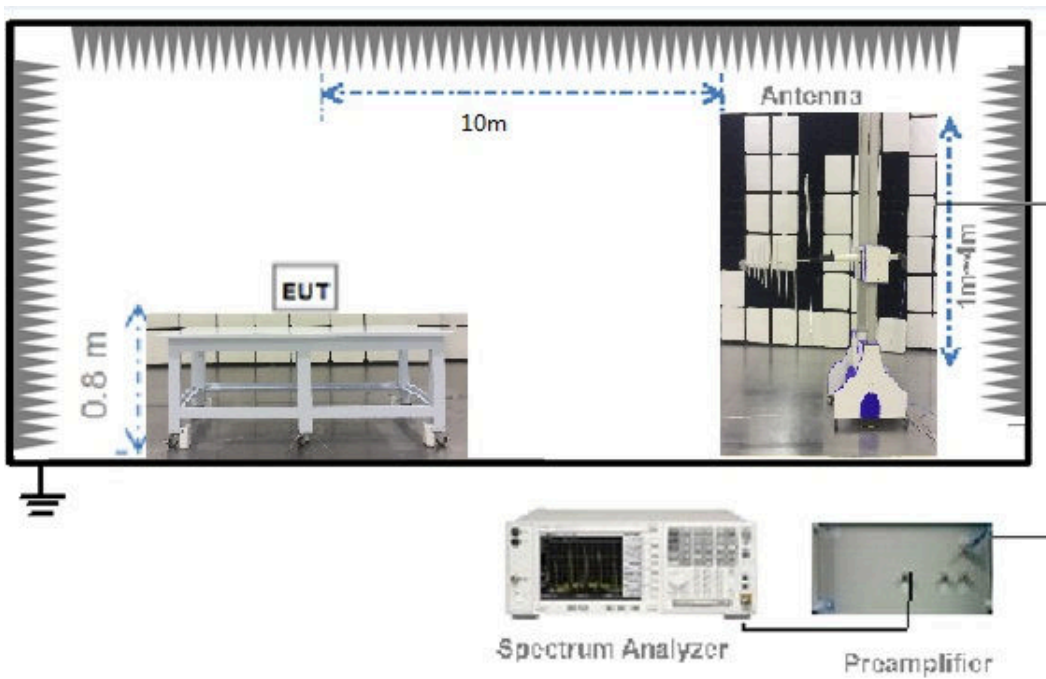 10m
Antenna
EUT
0.8 m
1m~4m
Spectrum Analyzer
Preamplifier